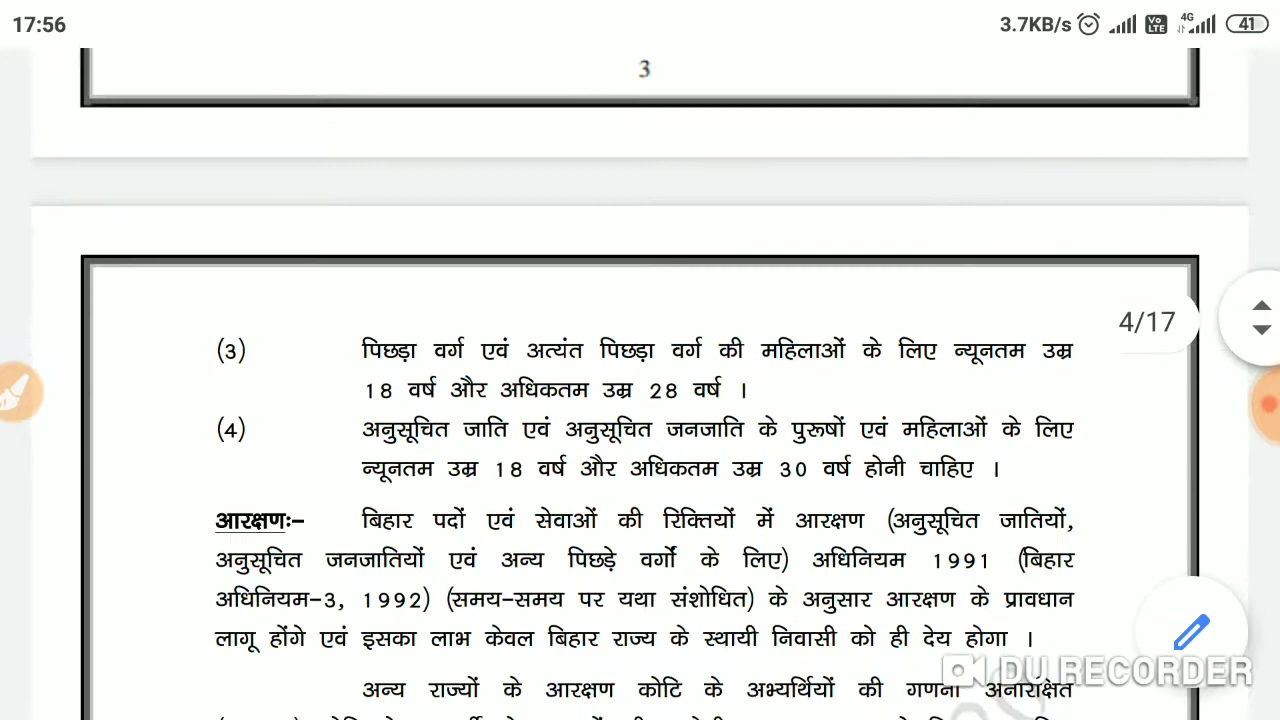 17:56
3.7KB/s Vo LTE 4G 41
3
4/17
(3) पिछड़ा वर्ग एवं अत्यंत पिछड़ा वर्ग की महिलाओं के लिए न्यूनतम उम्र
18 वर्ष और अधिकतम उम्र 28 वर्ष ।
(4) अनुसूचित जाति एवं अनुसूचित जनजाति के पुरूषों एवं महिलाओं के लिए
न्यूनतम उम्र 18 वर्ष और अधिकतम उम्र 30 वर्ष होनी चाहिए ।
आरक्षणः– बिहार पदों एवं सेवाओं की रिक्तियों में आरक्षण (अनुसूचित जातियों,
अनुसूचित जनजातियों एवं अन्य पिछड़े वर्गों के लिए) अधिनियम 1991 (बिहार
अधिनियम–3, 1992) (समय–समय पर यथा संशोधित) के अनुसार आरक्षण के प्रावधान
लागू होंगे एवं इसका लाभ केवल बिहार राज्य के स्थायी निवासी को ही देय होगा ।
DU RECORDER
अन्य राज्यों के आरक्षण कोटि के अभ्यर्थियों की गणना अनारक्षित